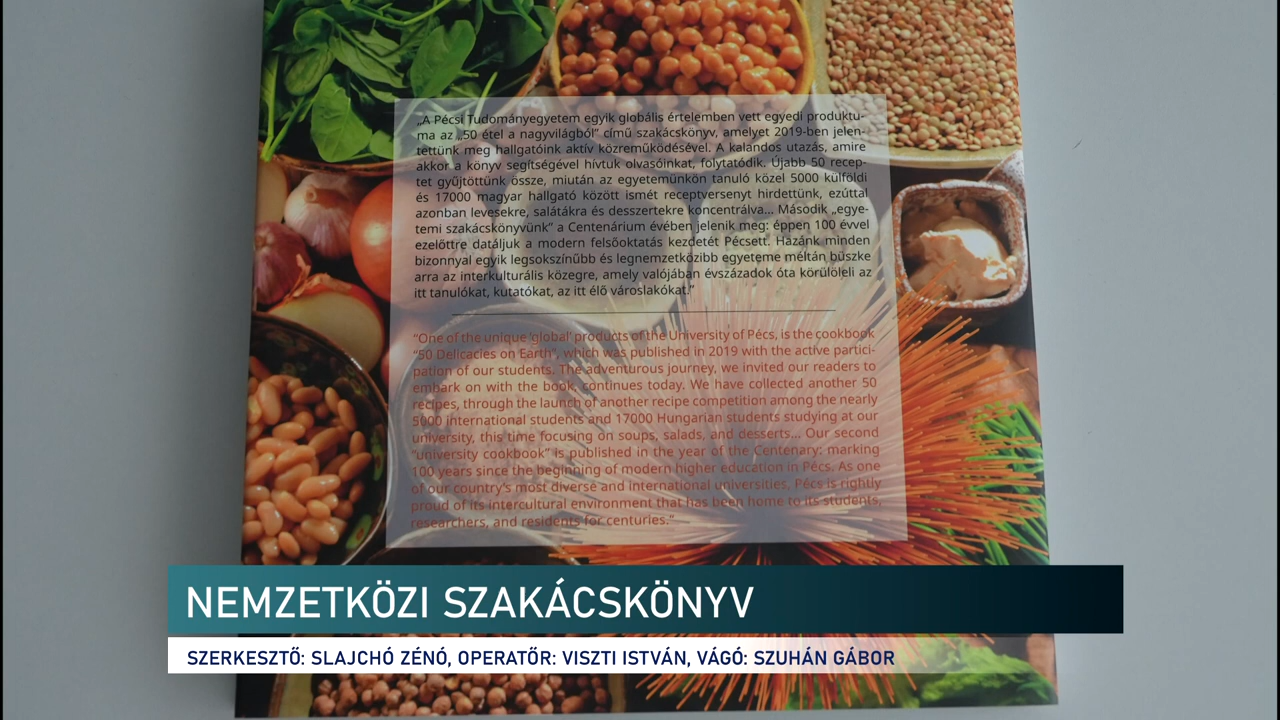 „A Pécsi Tudományegyetem egyik globális értelemben vett egyedi produktu-
ma az „50 étel a nagyvilágból” című szakácskönyv, amelyet 2019-ben jelen-
tettünk meg hallgatóink aktív közreműködésével. A kalandos utazás, amire
akkor a könyv segítségével hívtuk olvasóinkat, folytatódik. Újabb 50 recep-
tet gyűjtöttünk össze, miután az egyetemünkön tanuló közel 5000 külföldi
és 17000 magyar hallgató között ismét receptversenyt hirdettünk, ezúttal
azonban levesekre, salátákra és desszertekre koncentrálva... Második „egye-
temi szakácskönyvünk” a Centenárium évében jelenik meg: éppen 100 évvel
ezelőttre datáljuk a modern felsőoktatás kezdetét Pécsett. Hazánk minden
bizonnyal egyik legsokszínűbb és legnemzetközibb egyeteme méltán büszke
arra az interkulturális közegre, amely valójában évszázadok óta körülöleli az
itt tanulókat, kutatókat, az itt élő városlakókat.”
“One of the unique ‘global’ products of the University of Pécs, is the cookbook
“50 Delicacies on Earth”, which was published in 2019 with the active partici-
pation of our students. The adventurous journey, we invited our readers to
embark on with the book, continues today. We have collected another 50
recipes, through the launch of another recipe competition among the nearly
5000 international students and 17000 Hungarian students studying at our
university, this time focusing on soups, salads, and desserts... Our second
“university cookbook” is published in the year of the Centenary: marking
100 years since the beginning of modern higher education in Pécs. As one
of our country’s most diverse and international universities, Pécs is rightly
proud of its intercultural environment that has been home to its students,
researchers, and residents for centuries.”
NEMZETKÖZI SZAKÁCSKÖNYV
SZERKESZTŐ: SLAJCHÓ ZÉNÓ, OPERATŐR: VISZTI ISTVÁN, VÁGÓ: SZUHÁN GÁBOR